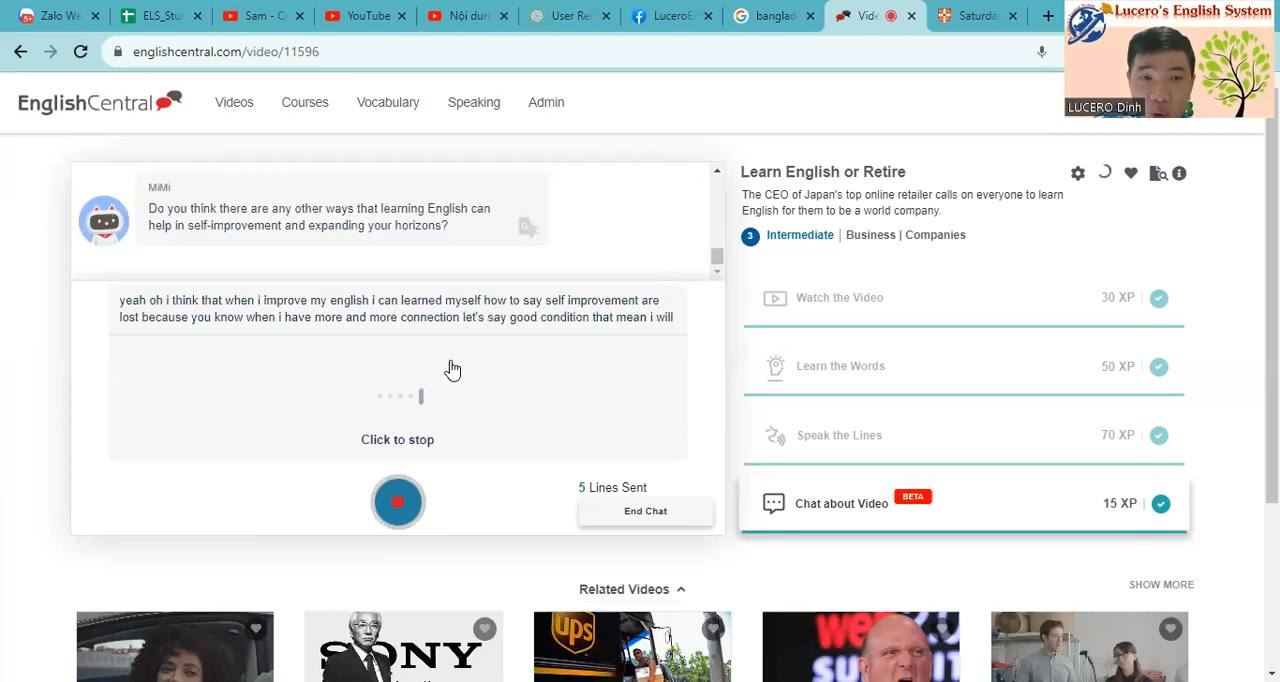 Zalo We
ELS_Stu
Sam - Q
YouTube
Nội dun
User Re
LuceroE
banglad
Vid
Saturda
englishcentral.com/video/11596
Lucero's English System
LUCERO Dinh
EnglishCentral
Videos
Courses
Vocabulary
Speaking
Admin
MiMi
Do you think there are any other ways that learning English can
help in self-improvement and expanding your horizons?
yeah oh i think that when i improve my english i can learned myself how to say self improvement are
lost because you know when i have more and more connection let's say good condition that mean i will
Click to stop
5 Lines Sent
End Chat
Learn English or Retire
The CEO of Japan's top online retailer calls on everyone to learn
English for them to be a world company.
3 Intermediate | Business | Companies
Watch the Video 30 XP
Learn the Words 50 XP
Speak the Lines 70 XP
Chat about Video BETA 15 XP
Related Videos
SHOW MORE
SONY
ups